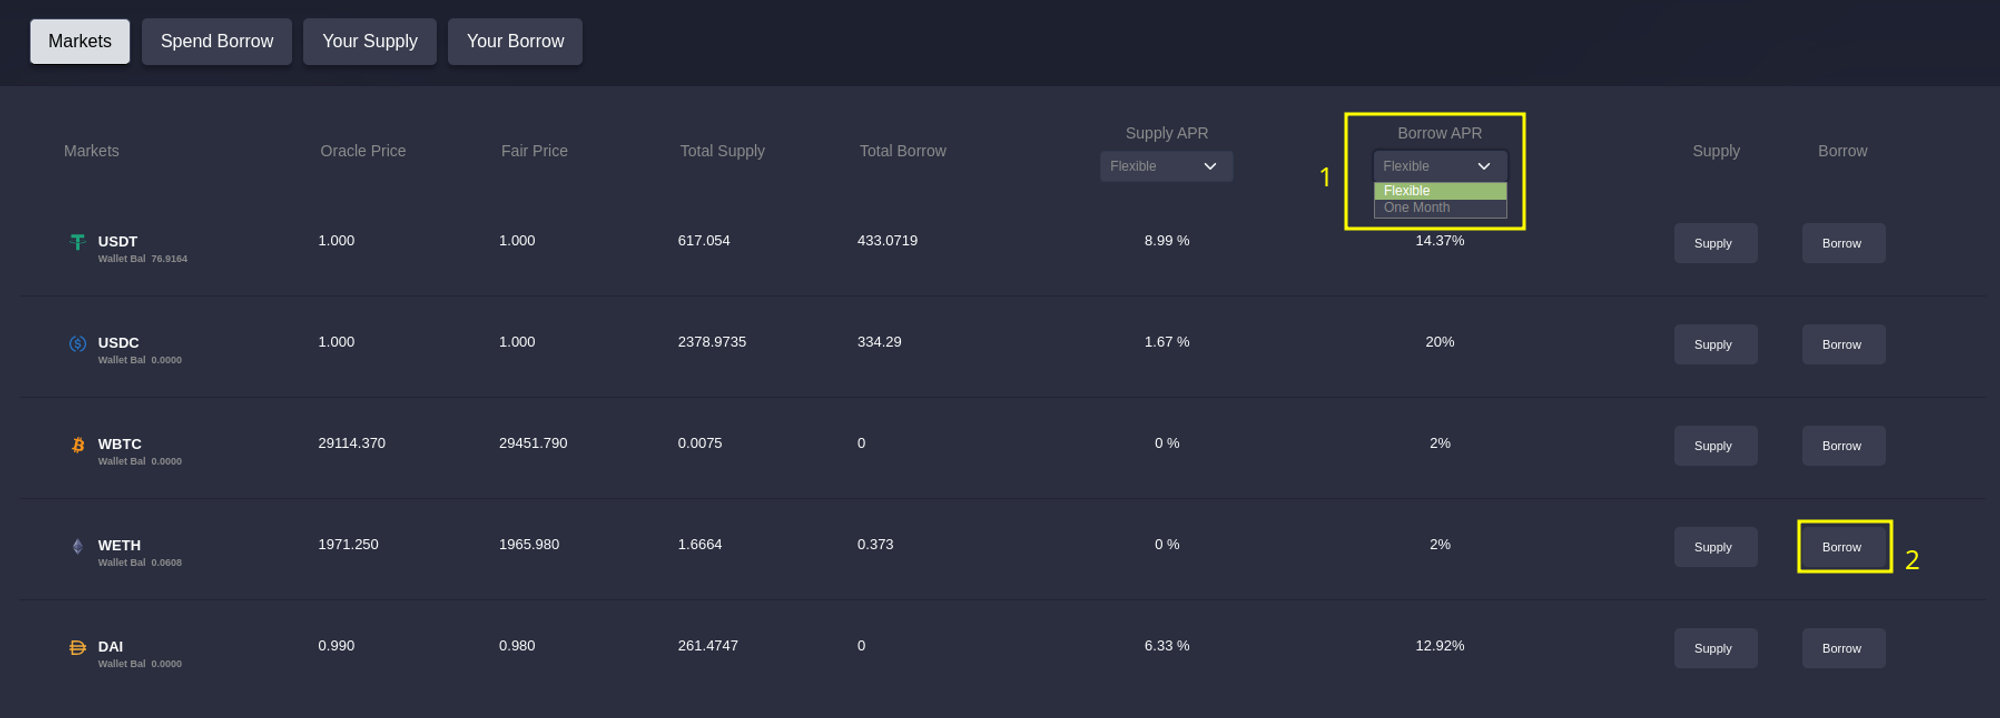 Markets Spend Borrow Your Supply Your Borrow
Markets Oracle Price Fair Price Total Supply Total Borrow Supply APR Borrow APR Supply Borrow
Flexible Flexible
1
Flexible
One Month
USDT 1.000 1.000 617.054 433.0719 8.99 % 14.37% Supply Borrow
Wallet Bal 76.9164
USDC 1.000 1.000 2378.9735 334.29 1.67 % 20% Supply Borrow
Wallet Bal 0.0000
WBTC 29114.370 29451.790 0.0075 0 0 % 2% Supply Borrow
Wallet Bal 0.0000
WETH 1971.250 1965.980 1.6664 0.373 0 % 2% Supply Borrow 2
Wallet Bal 0.0608
DAI 0.990 0.980 261.4747 0 6.33 % 12.92% Supply Borrow
Wallet Bal 0.0000